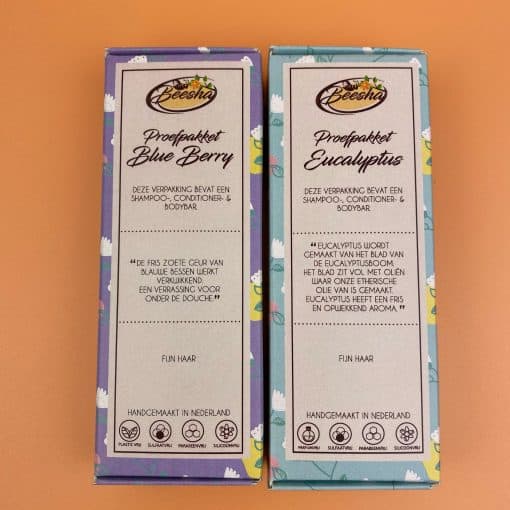 Beesha
Proefpakket
Blue Berry
DEZE VERPAKKING BEVAT EEN
SHAMPOO-, CONDITIONER- &
BODYBAR.
"DE FRIS ZOETE GEUR VAN
BLAUWE BESSEN WERKT
VERKWIKKEND.
EEN VERRASSING VOOR
ONDER DE DOUCHE."
FIJN HAAR
HANDGEMAAKT IN NEDERLAND
PLASTIC VRIJ SULFAATVRIJ PARABEENVRIJ SILICOONVRIJ
Beesha
Proefpakket
Eucalyptus
DEZE VERPAKKING BEVAT EEN
SHAMPOO-, CONDITIONER- &
BODYBAR.
"EUCALYPTUS WORDT
GEMAAKT VAN HET BLAD VAN
DE EUCALYPTUSBOOM.
HET BLAD ZIT VOL MET OLIËN
WAAR ONZE ETHERISCHE
OLIE VAN IS GEMAAKT.
EUCALYPTUS HEEFT EEN FRIS
EN OPWEKKEND AROMA."
FIJN HAAR
HANDGEMAAKT IN NEDERLAND
SULFAATVRIJ PARABEENVRIJ SILICOONVRIJ